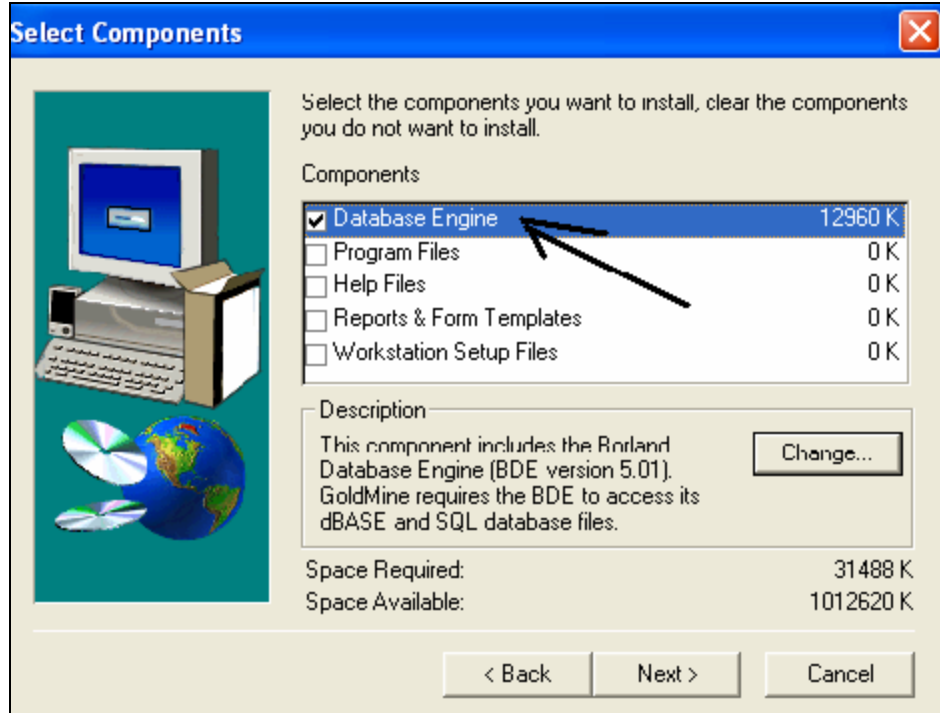 Select Components
Select the components you want to install, clear the components
you do not want to install.
Components
Database Engine 12960 K
Program Files 0 K
Help Files 0 K
Reports & Form Templates 0 K
Workstation Setup Files 0 K
Description
This component includes the Borland
Database Engine (BDE version 5.01).
GoldMine requires the BDE to access its
dBASE and SQL database files.
Change...
Space Required: 31488 K
Space Available: 1012620 K
< Back Next > Cancel